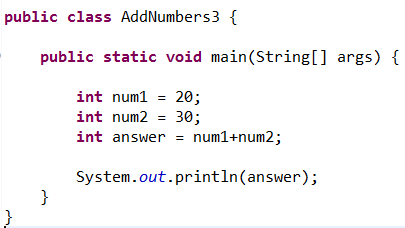 public class AddNumbers3 {
public static void main(String[] args) {
int num1 = 20;
int num2 = 30;
int answer = num1+num2;
System.out.println(answer);
}
}